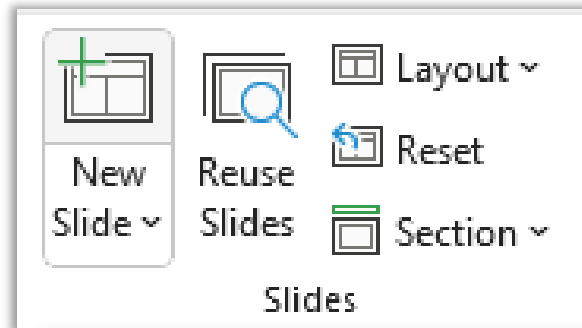 New
Slide
Reuse
Slides
Layout
Reset
Section
Slides